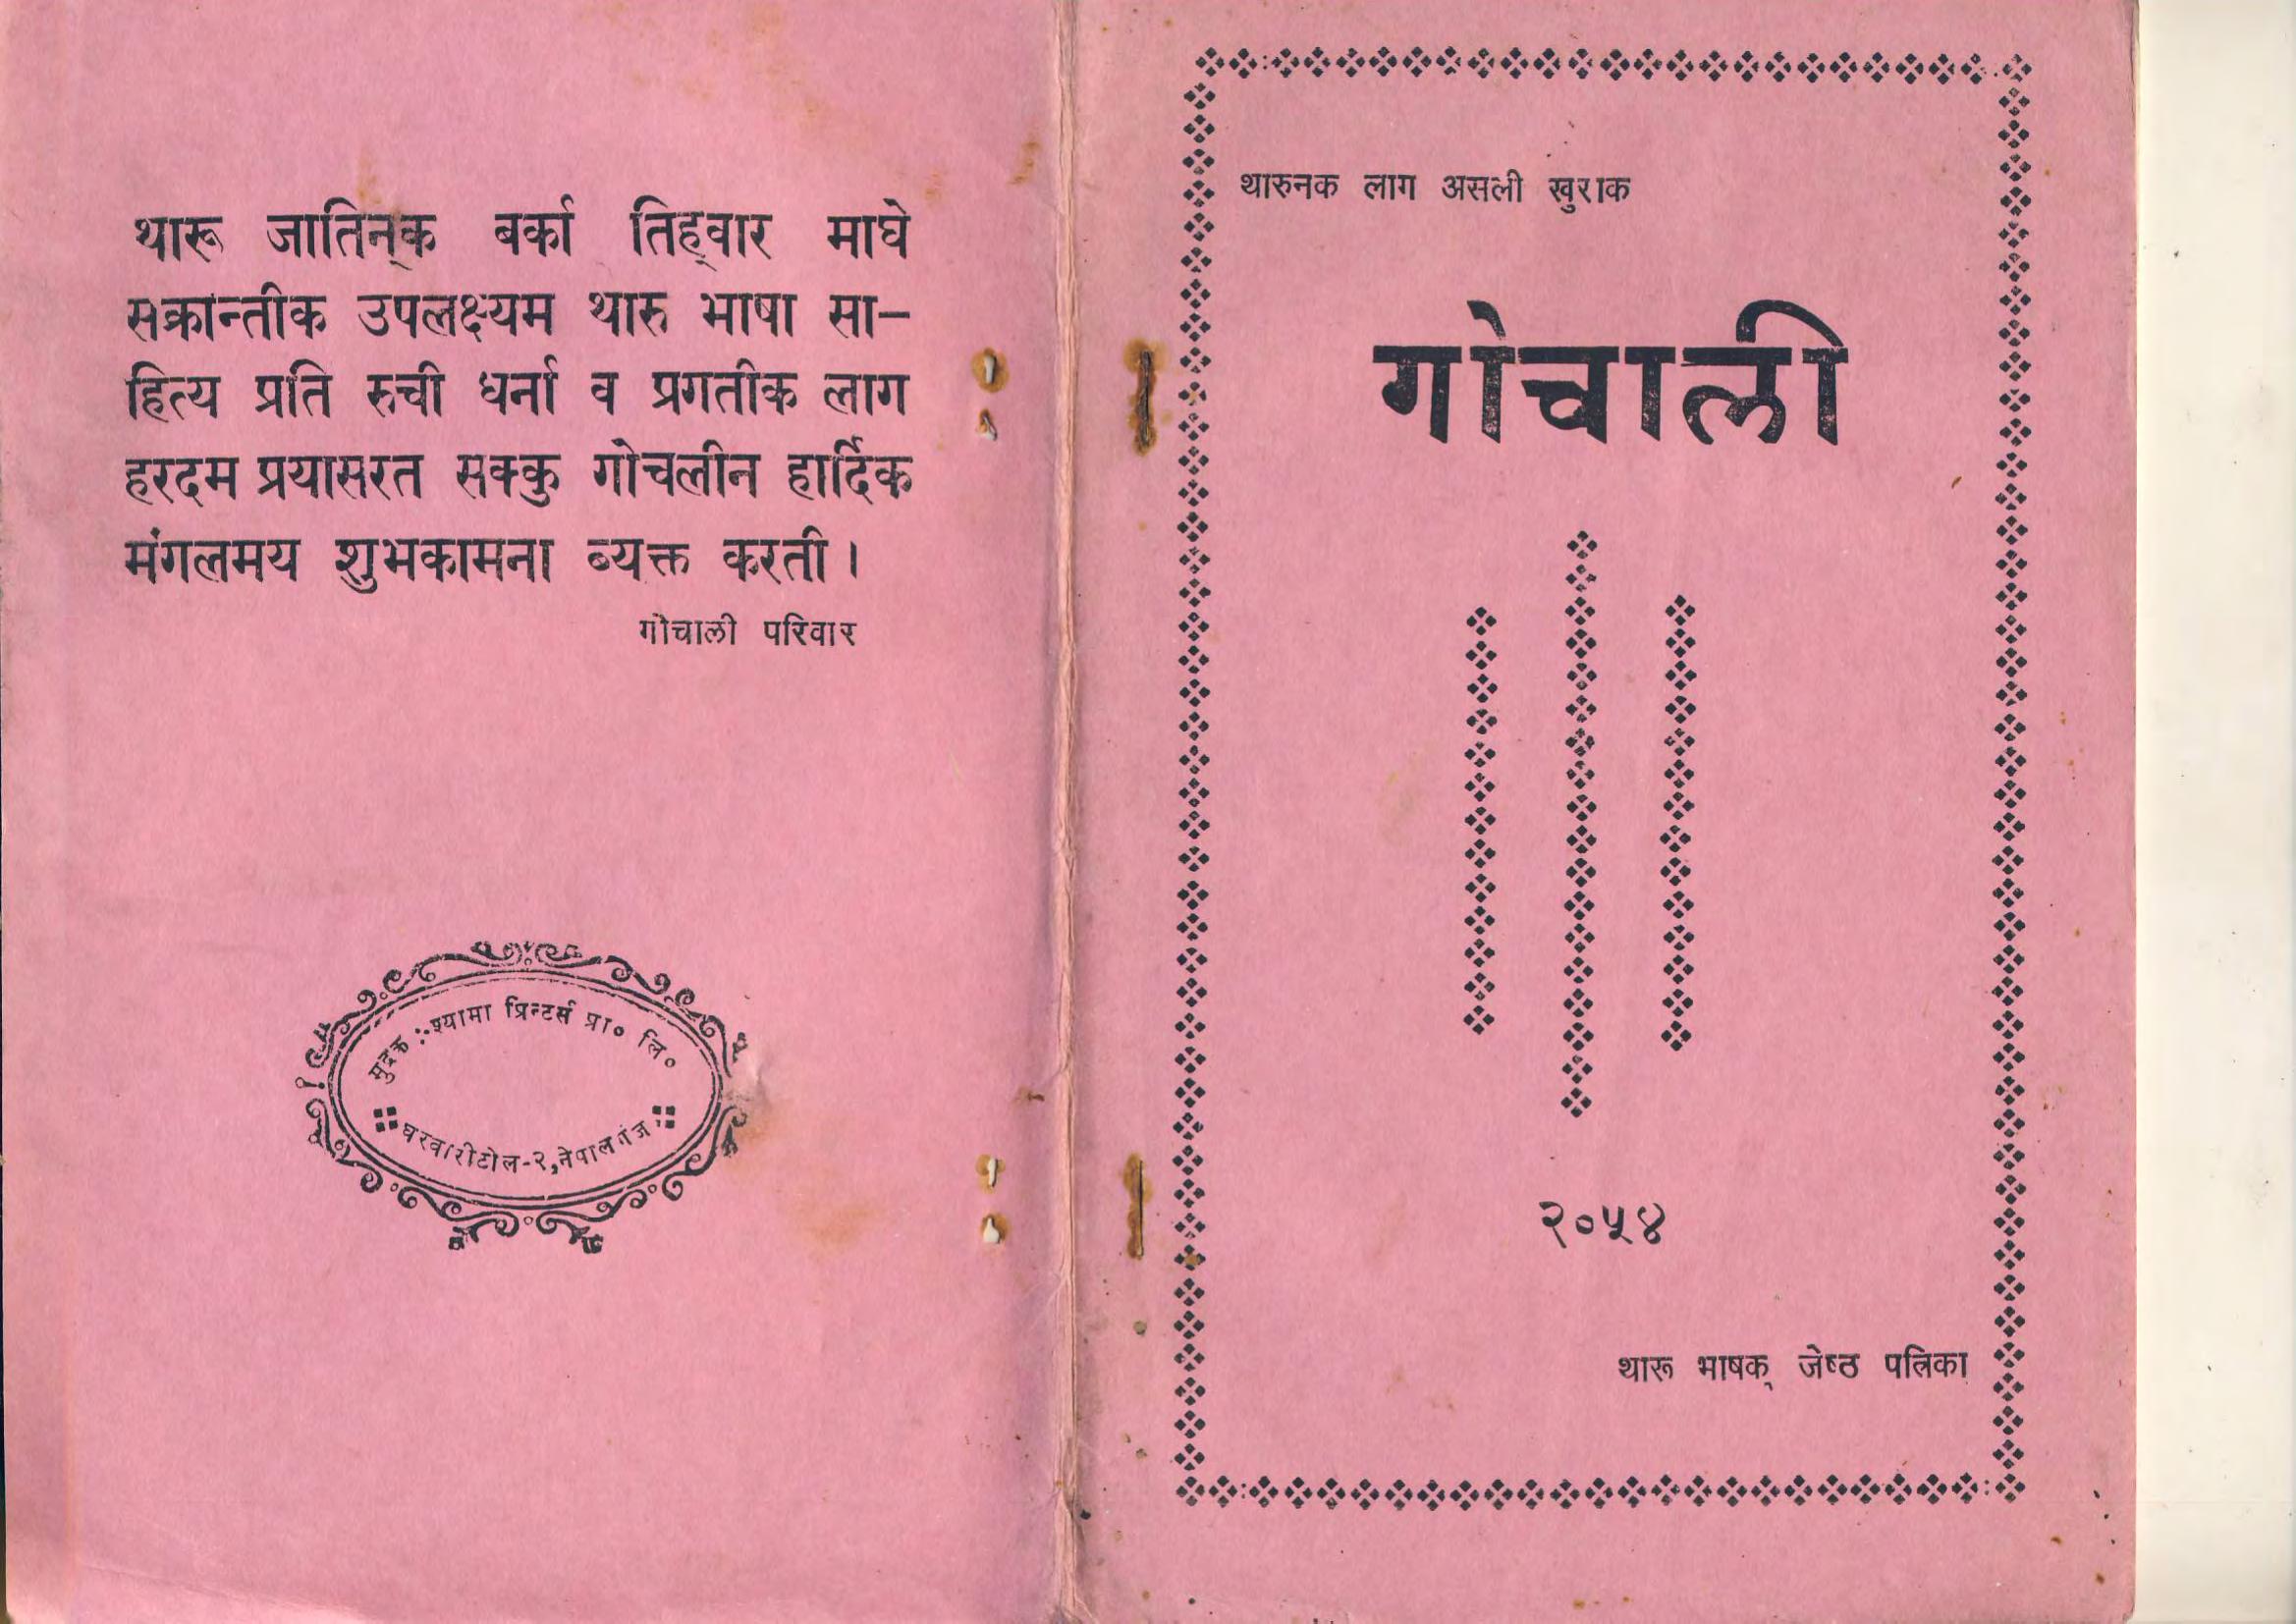 थारू जातिन्‌क बर्का तिह्‌वार माघे
सक्रान्तीक उपलक्ष्यम थारु भाषा सा–
हित्य प्रति रुची धर्ना व प्रगतीक लाग
हरदम प्रयासरत सक्कु गोचलीन हार्दिक
मंगलमय शुभकामना व्यक्त करती ।
गोचाली परिवार
मुद्रक : श्यामा प्रिन्टर्स प्रा० लि०
घरवारीटोल-२, नेपालगंज
थारुनक लाग असली खुराक
गोचाली
२०५४
थारू भाषक् जेष्ठ पत्रिका